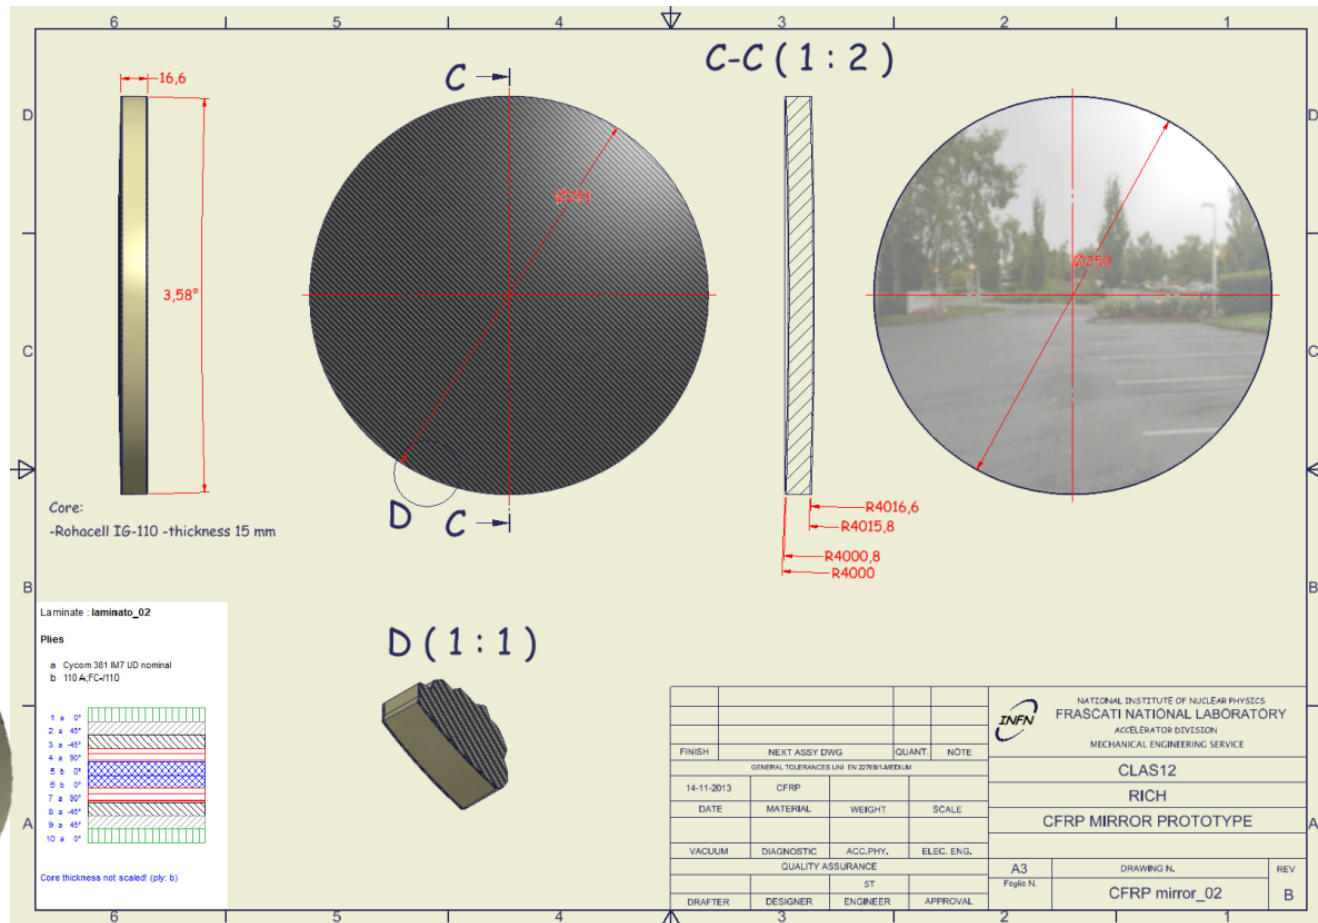 6 5 4 3 2 1
C-C ( 1 : 2 )
16,6
C
D D
Ø251
3,58°
Ø250
C C
Core:
-Rohacell IG-110 -thickness 15 mm
D
C
R4016,6
R4015,8
R4000,8
R4000
B B
Laminate : laminato_02
Plies
a Cycom 381 IM7 UD nominal
b 110 A;FC-/110
1 a 0°
2 a 45°
3 a -45°
4 a 90°
5 b 0°
6 b 0°
7 a 90°
8 a -45°
9 a 45°
10 a 0°
Core thickness not scaled! (ply: b)
D ( 1 : 1 )
FINISH NEXT ASSY DWG QUANT. NOTE
GENERAL TOLERANCES UNI EN 22768/1-MEDIUM
14-11-2013 CFRP
DATE MATERIAL WEIGHT SCALE
VACUUM DIAGNOSTIC ACC.PHY. ELEC. ENG.
QUALITY ASSURANCE
ST
DRAFTER DESIGNER ENGINEER APPROVAL
INFN
NATIONAL INSTITUTE OF NUCLEAR PHYSICS
FRASCATI NATIONAL LABORATORY
ACCELERATOR DIVISION
MECHANICAL ENGINEERING SERVICE
CLAS12
RICH
CFRP MIRROR PROTOTYPE
A3 DRAWING N. REV
Foglio N.
CFRP mirror_02 B
A A
6 5 4 3 2 1